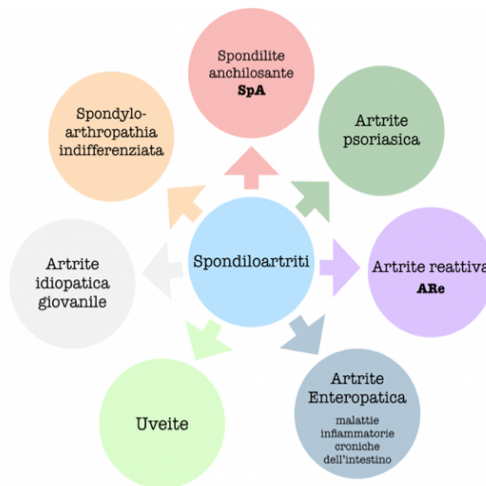 Spondilite
anchilosante
SpA
Artrite
psoriasica
Artrite reattiva
ARe
Artrite
Enteropatica
malattie
infiammatorie
croniche
dell'intestino
Uveite
Artrite
idiopatica
giovanile
Spondylo-
arthropathia
indifferenziata
Spondiloartriti